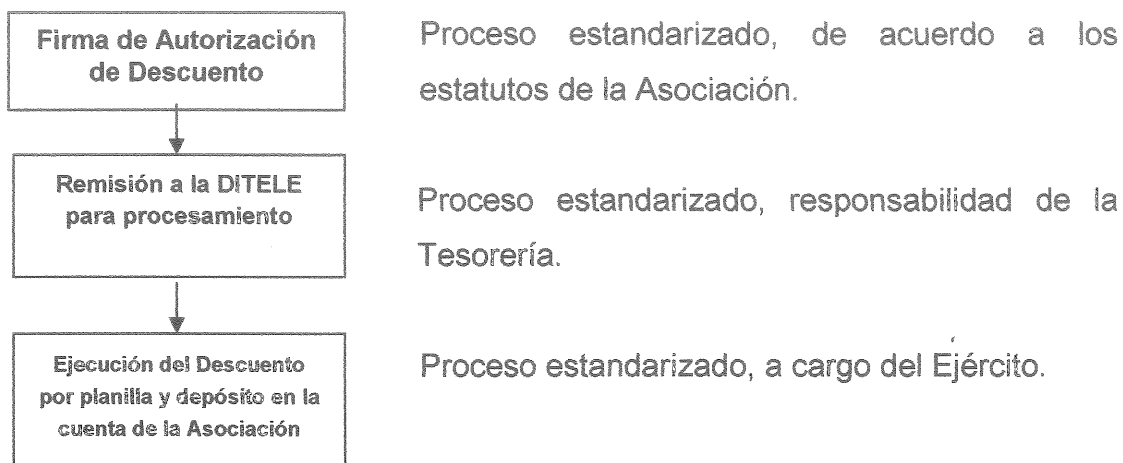 Firma de Autorización
de Descuento
Proceso estandarizado, de acuerdo a los
estatutos de la Asociación.
Remisión a la DITELE
para procesamiento
Proceso estandarizado, responsabilidad de la
Tesorería.
Ejecución del Descuento
por planilla y depósito en la
cuenta de la Asociación
Proceso estandarizado, a cargo del Ejército.